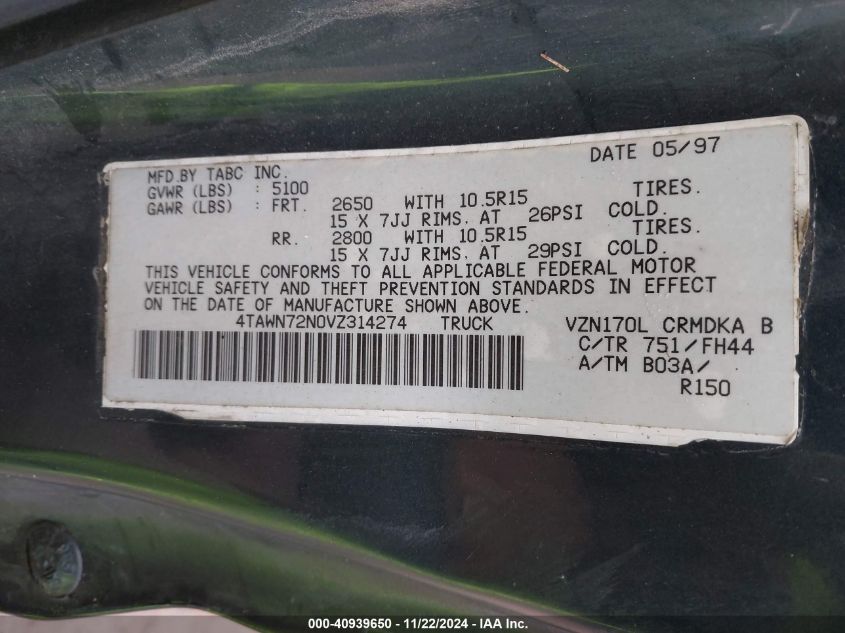 MFD.BY TABC INC. DATE 05/97
GVWR (LBS) : 5100
GAWR (LBS) : FRT. 2650 WITH 10.5R15 TIRES.
15 X 7JJ RIMS. AT 26PSI COLD.
RR. 2800 WITH 10.5R15 TIRES.
15 X 7JJ RIMS. AT 29PSI COLD.
THIS VEHICLE CONFORMS TO ALL APPLICABLE FEDERAL MOTOR
VEHICLE SAFETY AND THEFT PREVENTION STANDARDS IN EFFECT
ON THE DATE OF MANUFACTURE SHOWN ABOVE.
4TAWN72N0VZ314274 TRUCK VZN170L CRMDKA B
C/TR 751/FH44
A/TM B03A/
R150
000-40939650 - 11/22/2024 - IAA Inc.